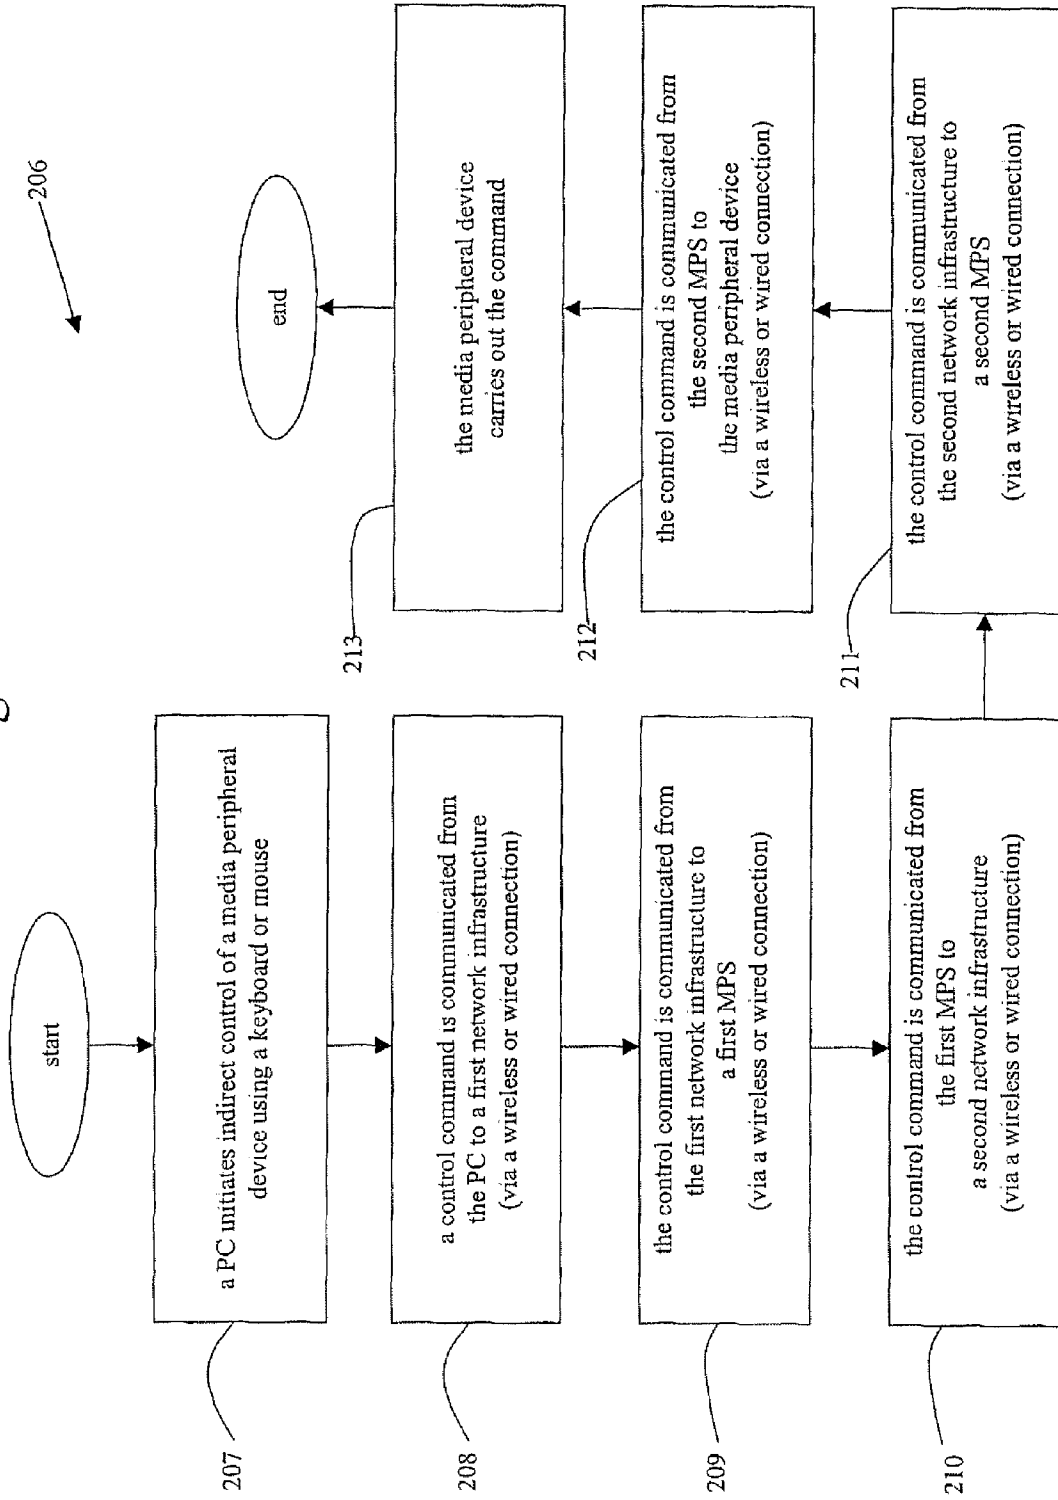 206
start
207
a PC initiates indirect control of a media peripheral
device using a keyboard or mouse
208
a control command is communicated from
the PC to a first network infrastructure
(via a wireless or wired connection)
209
the control command is communicated from
the first network infrastructure to
a first MPS
(via a wireless or wired connection)
210
the control command is communicated from
the first MPS to
a second network infrastructure
(via a wireless or wired connection)
211
the control command is communicated from
the second network infrastructure to
a second MPS
(via a wireless or wired connection)
212
the control command is communicated from
the second MPS to
the media peripheral device
(via a wireless or wired connection)
213
the media peripheral device
carries out the command
end